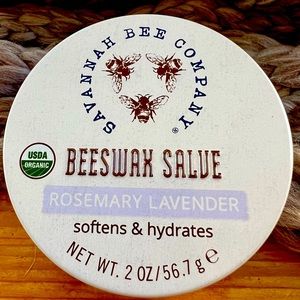 SAVANNAH BEE COMPANY®
USDA
ORGANIC
BEESWAX SALVE
ROSEMARY LAVENDER
softens & hydrates
NET WT. 2 OZ/56.7 g e